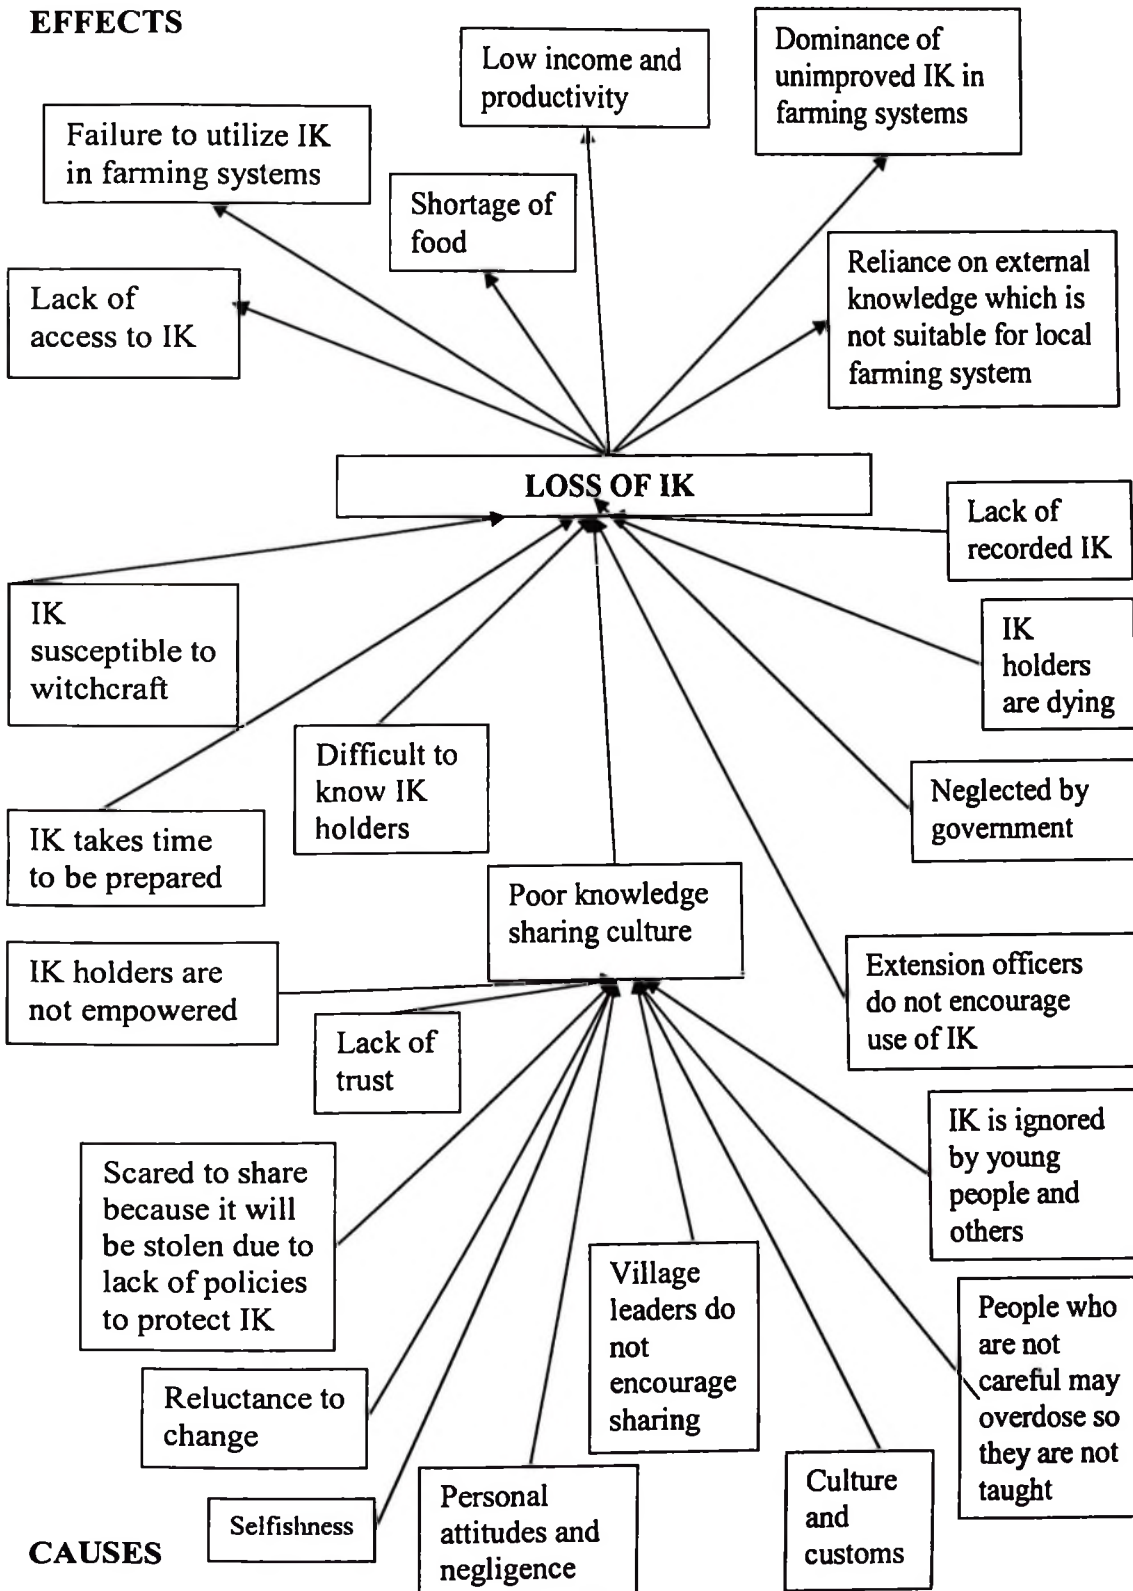 EFFECTS
Low income and
productivity
Dominance of
unimproved IK in
farming systems
Failure to utilize IK
in farming systems
Shortage of
food
Reliance on external
knowledge which is
not suitable for local
farming system
Lack of
access to IK
LOSS OF IK
Lack of
recorded IK
IK
susceptible to
witchcraft
IK
holders
are dying
Difficult to
know IK
holders
Neglected by
government
IK takes time
to be prepared
Poor knowledge
sharing culture
IK holders are
not empowered
Extension officers
do not encourage
use of IK
Lack of
trust
IK is ignored
by young
people and
others
Scared to share
because it will
be stolen due to
lack of policies
to protect IK
Village
leaders do
not
encourage
sharing
People who
are not
careful may
overdose so
they are not
taught
Reluctance to
change
Selfishness
Personal
attitudes and
negligence
Culture
and
customs
CAUSES